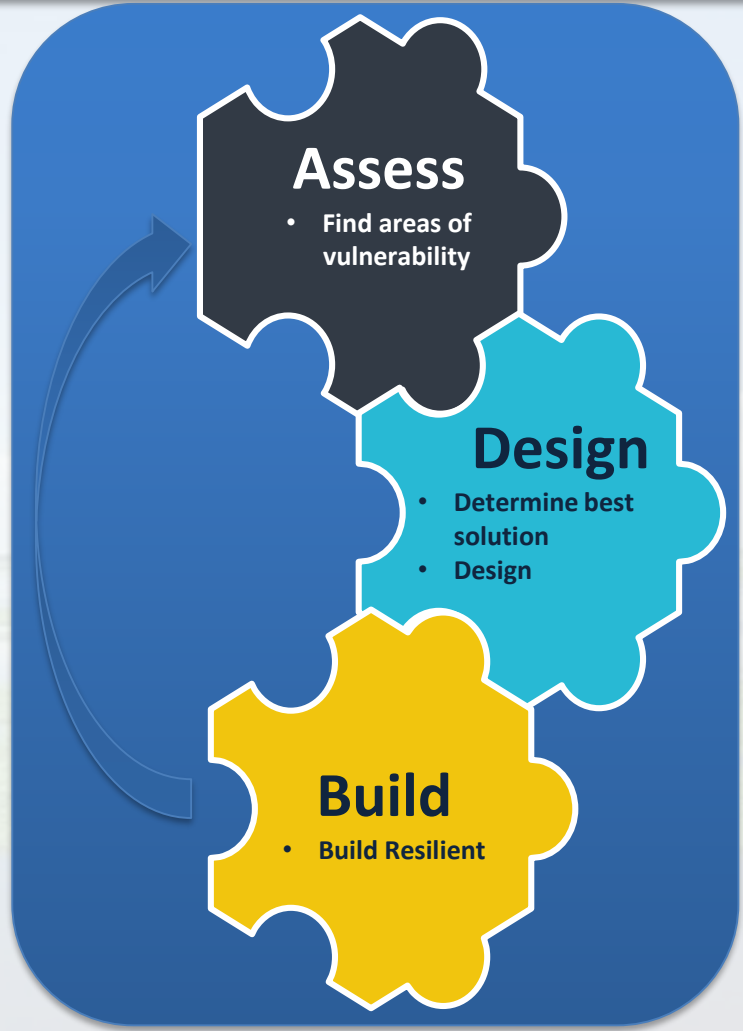 Assess
• Find areas of
vulnerability
Design
• Determine best
solution
• Design
Build
• Build Resilient